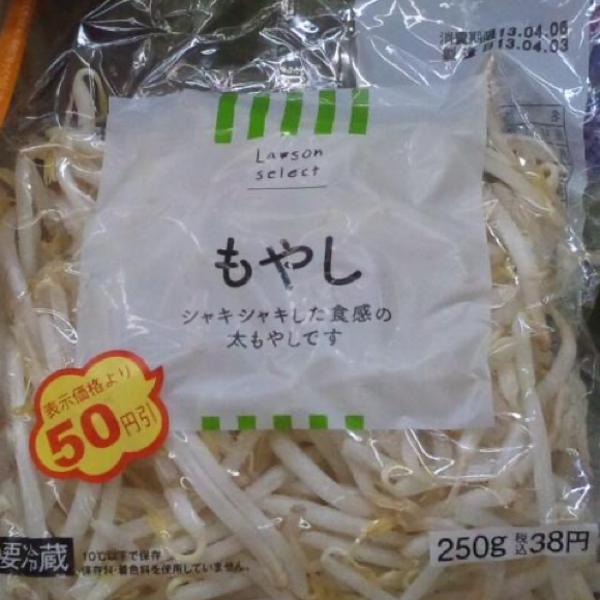 消費期限 13.04.06
製造 13.04.03
Lawson
select
もやし
シャキシャキした食感の
太もやしです
表示価格より
50円引
要冷蔵
10℃以下で保存
保存料・着色料を使用していません。
250g 税込38円